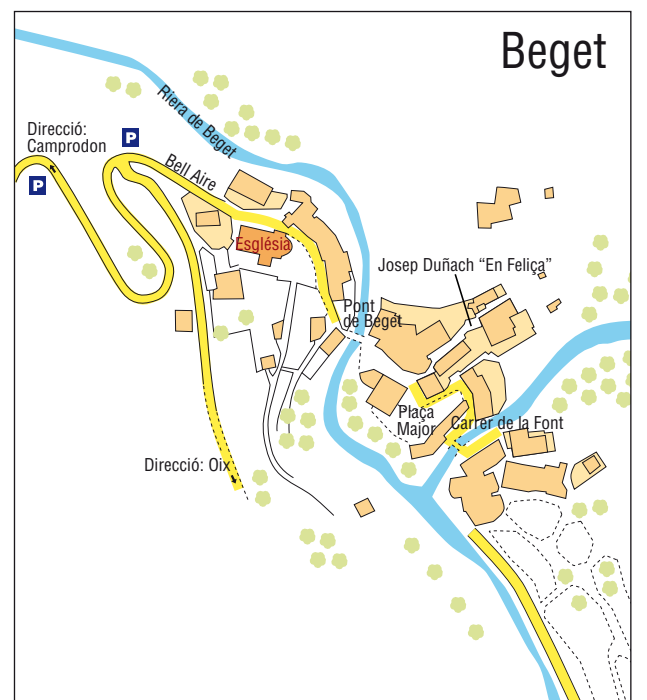 Beget
Riera de Beget
Direcció:
Camprodon
P
P
Bell Aire
Església
Josep Duñach “En Feliça”
Pont
de Beget
Plaça
Major
Carrer de la Font
Direcció: Oix